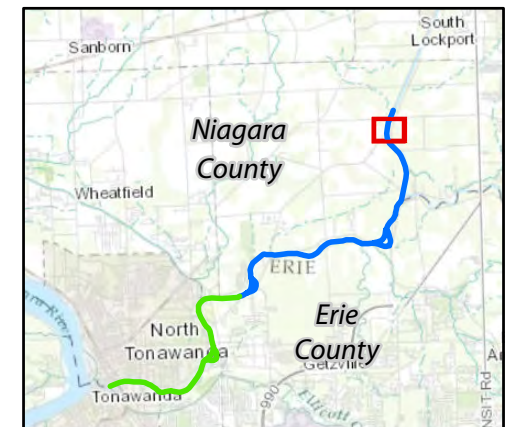 South
Lockport
Sanborn
Niagara
County
Wheatfield
ERIE
Erie
County
North
Tonawanda
Getzville
Tonawanda
990
Ellicott